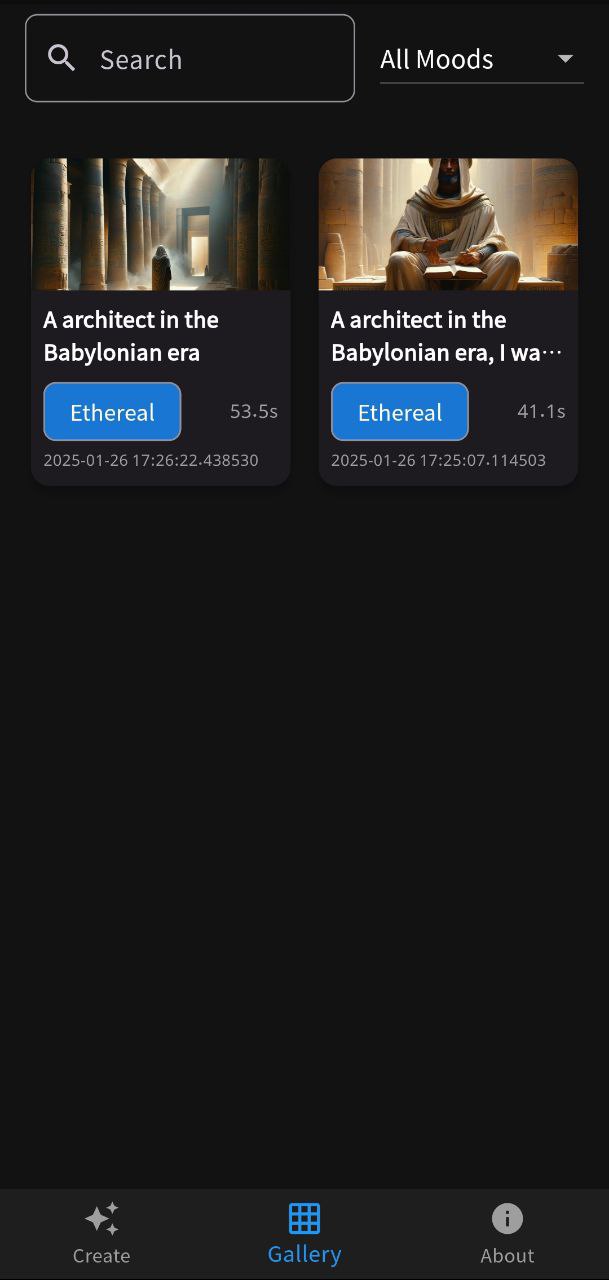 Search
All Moods
A architect in the
Babylonian era
Ethereal
53.5s
2025-01-26 17:26:22.438530
A architect in the
Babylonian era, I wa…
Ethereal
41.1s
2025-01-26 17:25:07.114503
Create
Gallery
About